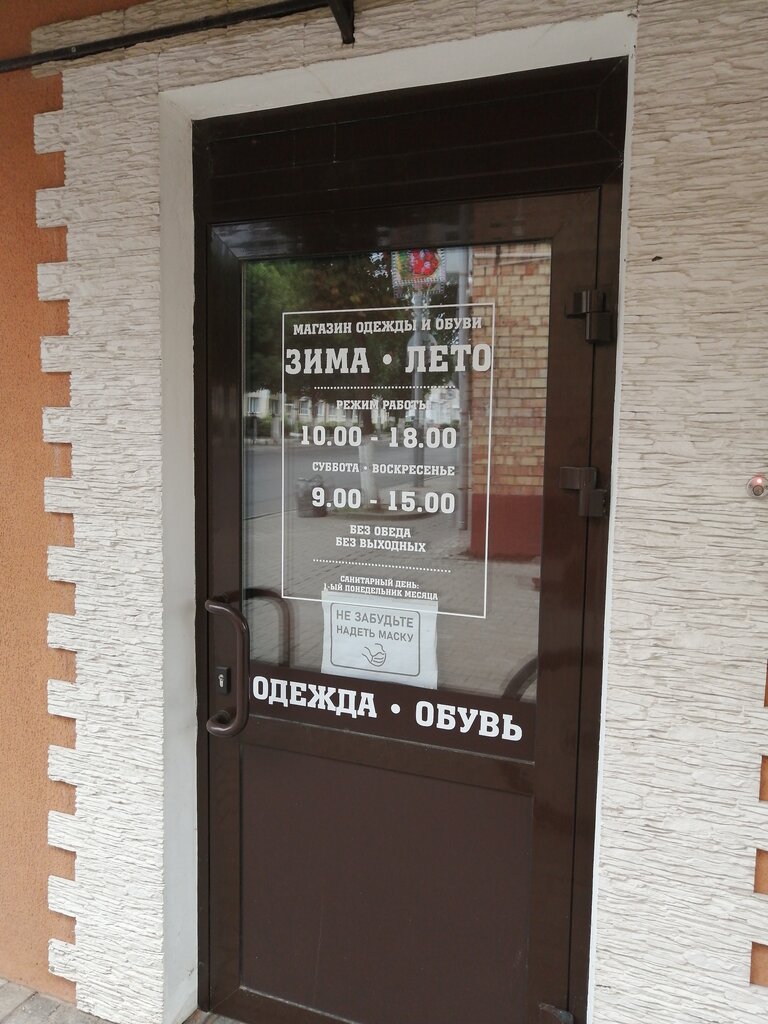 МАГАЗИН ОДЕЖДЫ И ОБУВИ
ЗИМА • ЛЕТО
РЕЖИМ РАБОТЫ
10.00 - 18.00
СУББОТА • ВОСКРЕСЕНЬЕ
9.00 - 15.00
БЕЗ ОБЕДА
БЕЗ ВЫХОДНЫХ
САНИТАРНЫЙ ДЕНЬ:
1-ЫЙ ПОНЕДЕЛЬНИК МЕСЯЦА
НЕ ЗАБУДЬТЕ
НАДЕТЬ МАСКУ
ОДЕЖДА • ОБУВЬ